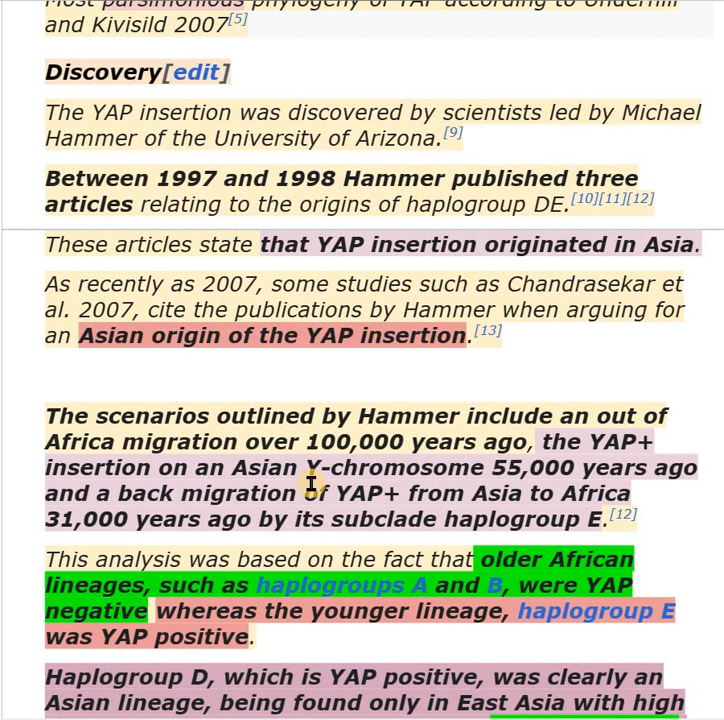 Most parsimonious phylogeny of YAP according to Underhill
and Kivisild 2007[5]
Discovery[edit]
The YAP insertion was discovered by scientists led by Michael
Hammer of the University of Arizona.[9]
Between 1997 and 1998 Hammer published three
articles relating to the origins of haplogroup DE.[10][11][12]
These articles state that YAP insertion originated in Asia.
As recently as 2007, some studies such as Chandrasekar et
al. 2007, cite the publications by Hammer when arguing for
an Asian origin of the YAP insertion.[13]
The scenarios outlined by Hammer include an out of
Africa migration over 100,000 years ago, the YAP+
insertion on an Asian Y-chromosome 55,000 years ago
and a back migration of YAP+ from Asia to Africa
31,000 years ago by its subclade haplogroup E.[12]
This analysis was based on the fact that older African
lineages, such as haplogroups A and B, were YAP
negative whereas the younger lineage, haplogroup E
was YAP positive.
Haplogroup D, which is YAP positive, was clearly an
Asian lineage, being found only in East Asia with high